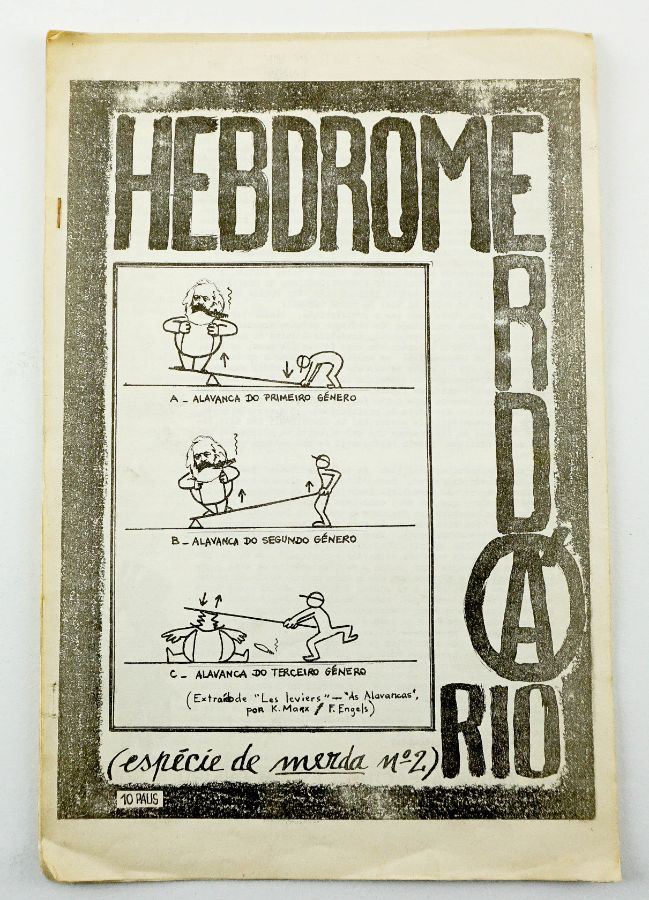 HEBDROME
R
D
Á
RIO
A – ALAVANCA DO PRIMEIRO GÉNERO
B – ALAVANCA DO SEGUNDO GÉNERO
C – ALAVANCA DO TERCEIRO GÉNERO
(Extraído de "Les leviers" – "As Alavancas",
por K. Marx / F. Engels)
(espécie de merda nº 2)
10 PAUS